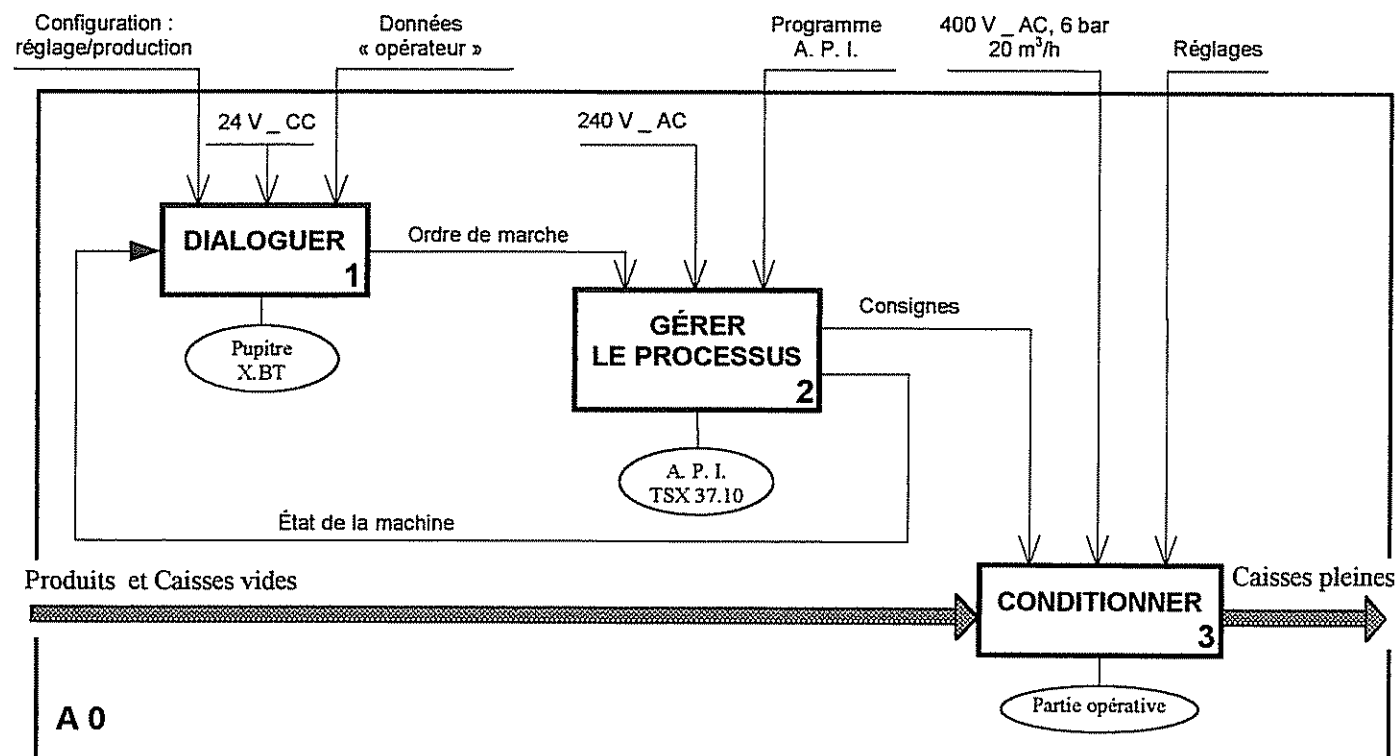 Configuration :
réglage/production
Données
« opérateur »
Programme
A. P. I.
400 V _ AC, 6 bar
20 m³/h
Réglages
24 V _ CC
240 V _ AC
DIALOGUER
1
Ordre de marche
Pupitre
X.BT
GÉRER
LE PROCESSUS
2
Consignes
A. P. I.
TSX 37.10
État de la machine
Produits et Caisses vides
CONDITIONNER
3
Caisses pleines
Partie opérative
A 0